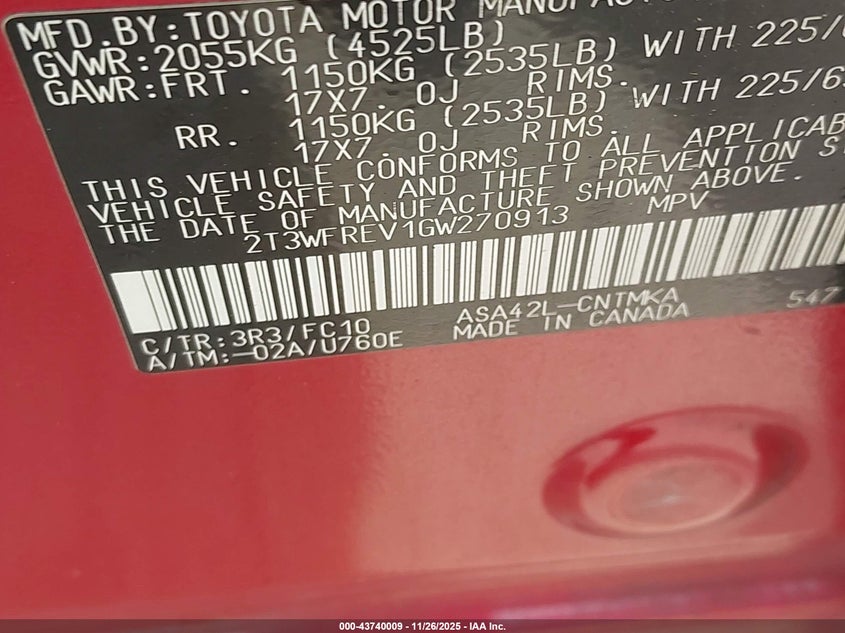 MFD.BY:TOYOTA MOTOR
GVWR:2055KG (4525LB)
GAWR:FRT. 1150KG (2535LB) WITH 225/
17X7.0J RIMS.
RR. 1150KG (2535LB) WITH 225/6
17X7.0J RIMS.
THIS VEHICLE CONFORMS TO ALL APPLICAB
VEHICLE SAFETY AND THEFT PREVENTION S
THE DATE OF MANUFACTURE SHOWN ABOVE.
2T3WFREV1GW270913 MPV
C/TR:3R3/FC10 ASA42L-CNTMKA 547
A/TM:-02A/U760E MADE IN CANADA
000-43740009 - 11/26/2025 - IAA Inc.